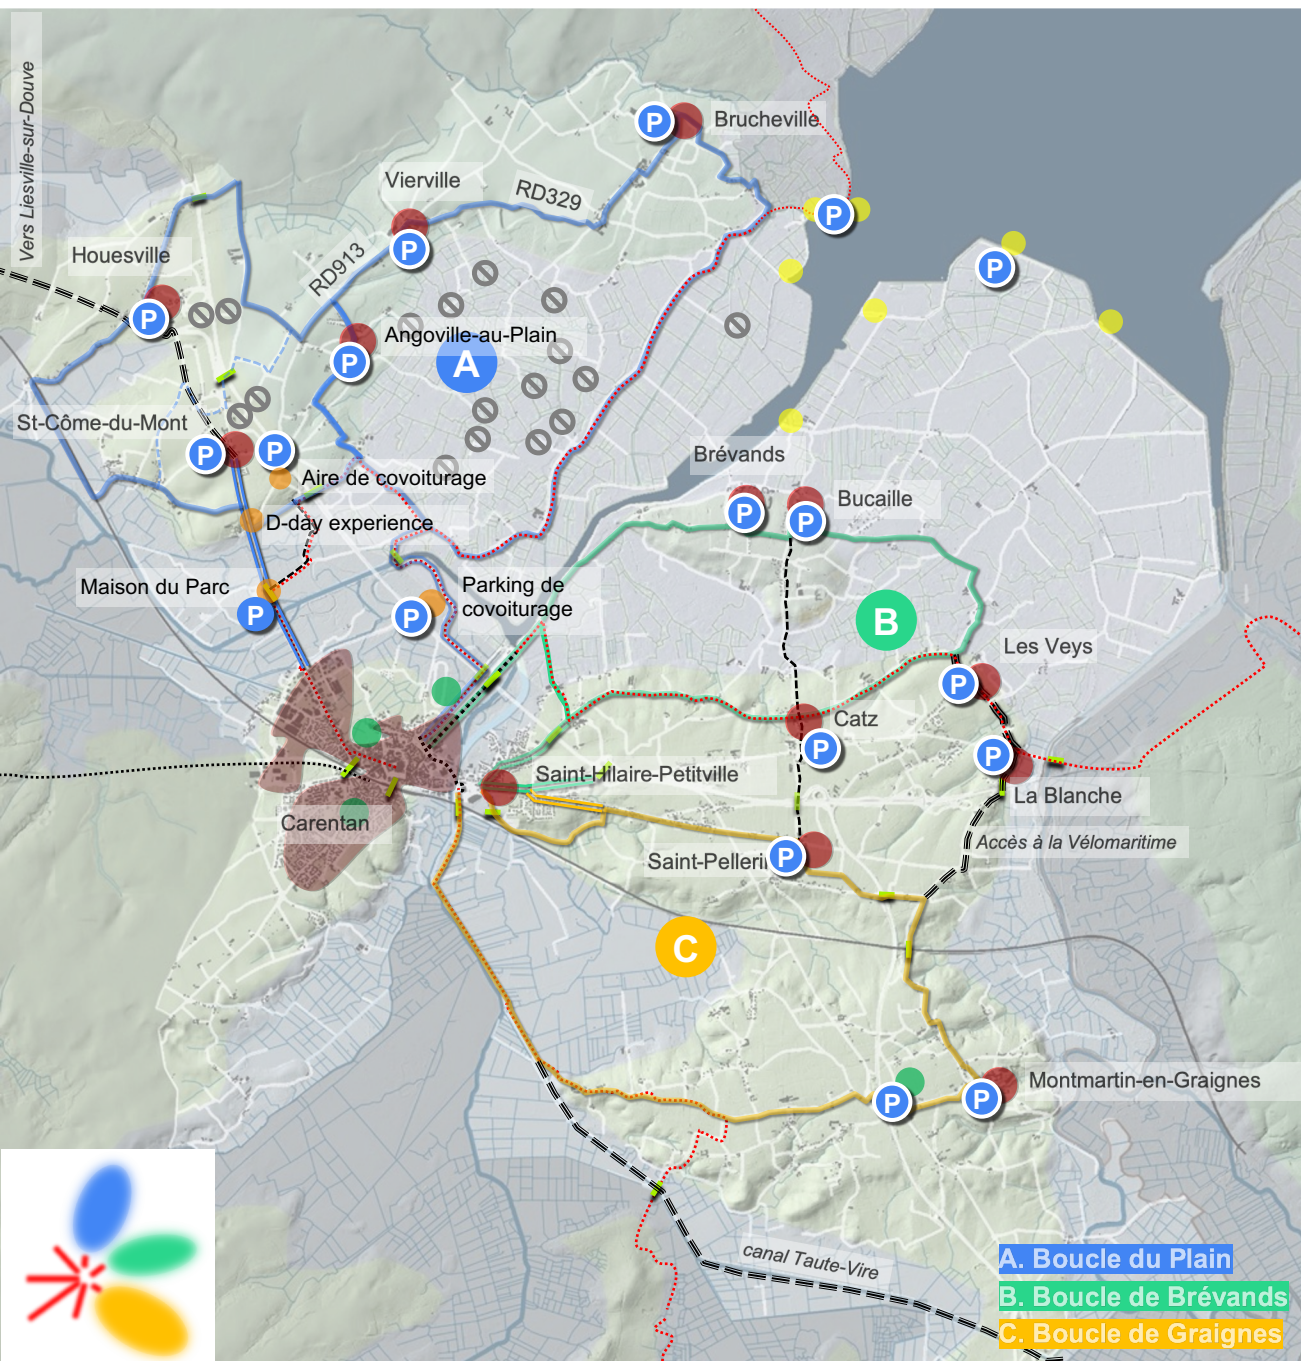 Vers Liesville-sur-Douve
P
Brucheville
Vierville
RD329
P
Houesville
RD913
P
P
P
Angoville-au-Plain
P
A
St-Côme-du-Mont
P
P
Brévands
Aire de covoiturage
Bucaille
P
P
D-day experience
Maison du Parc
P
Parking de
covoiturage
P
B
Les Veys
P
Catz
P
P
Saint-Hilaire-Petitville
La Blanche
Carentan
Accès à la Vélomaritime
Saint-Pelleri
P
C
Montmartin-en-Graignes
P
P
canal Taute-Vire
A. Boucle du Plain
B. Boucle de Brévands
C. Boucle de Graignes